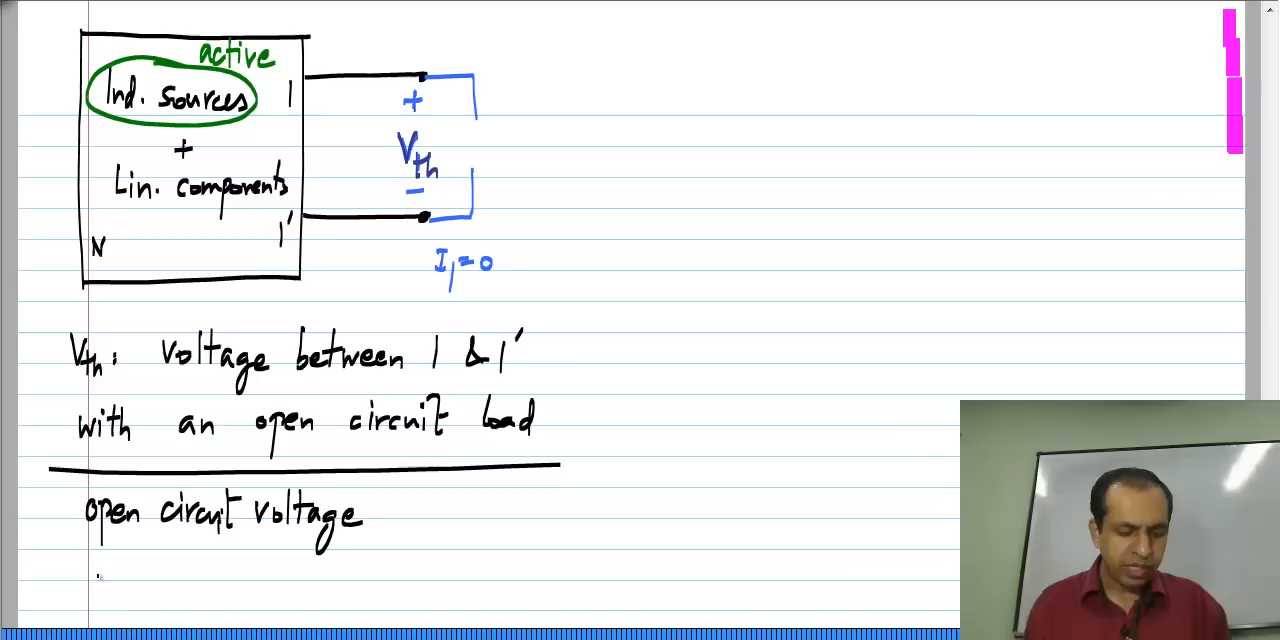 active
Ind. Sources
1
+
+
Lin. components
Vth
-
1'
N
I1=0
Vth: Voltage between 1 & 1'
with an open circuit load
open circuit voltage